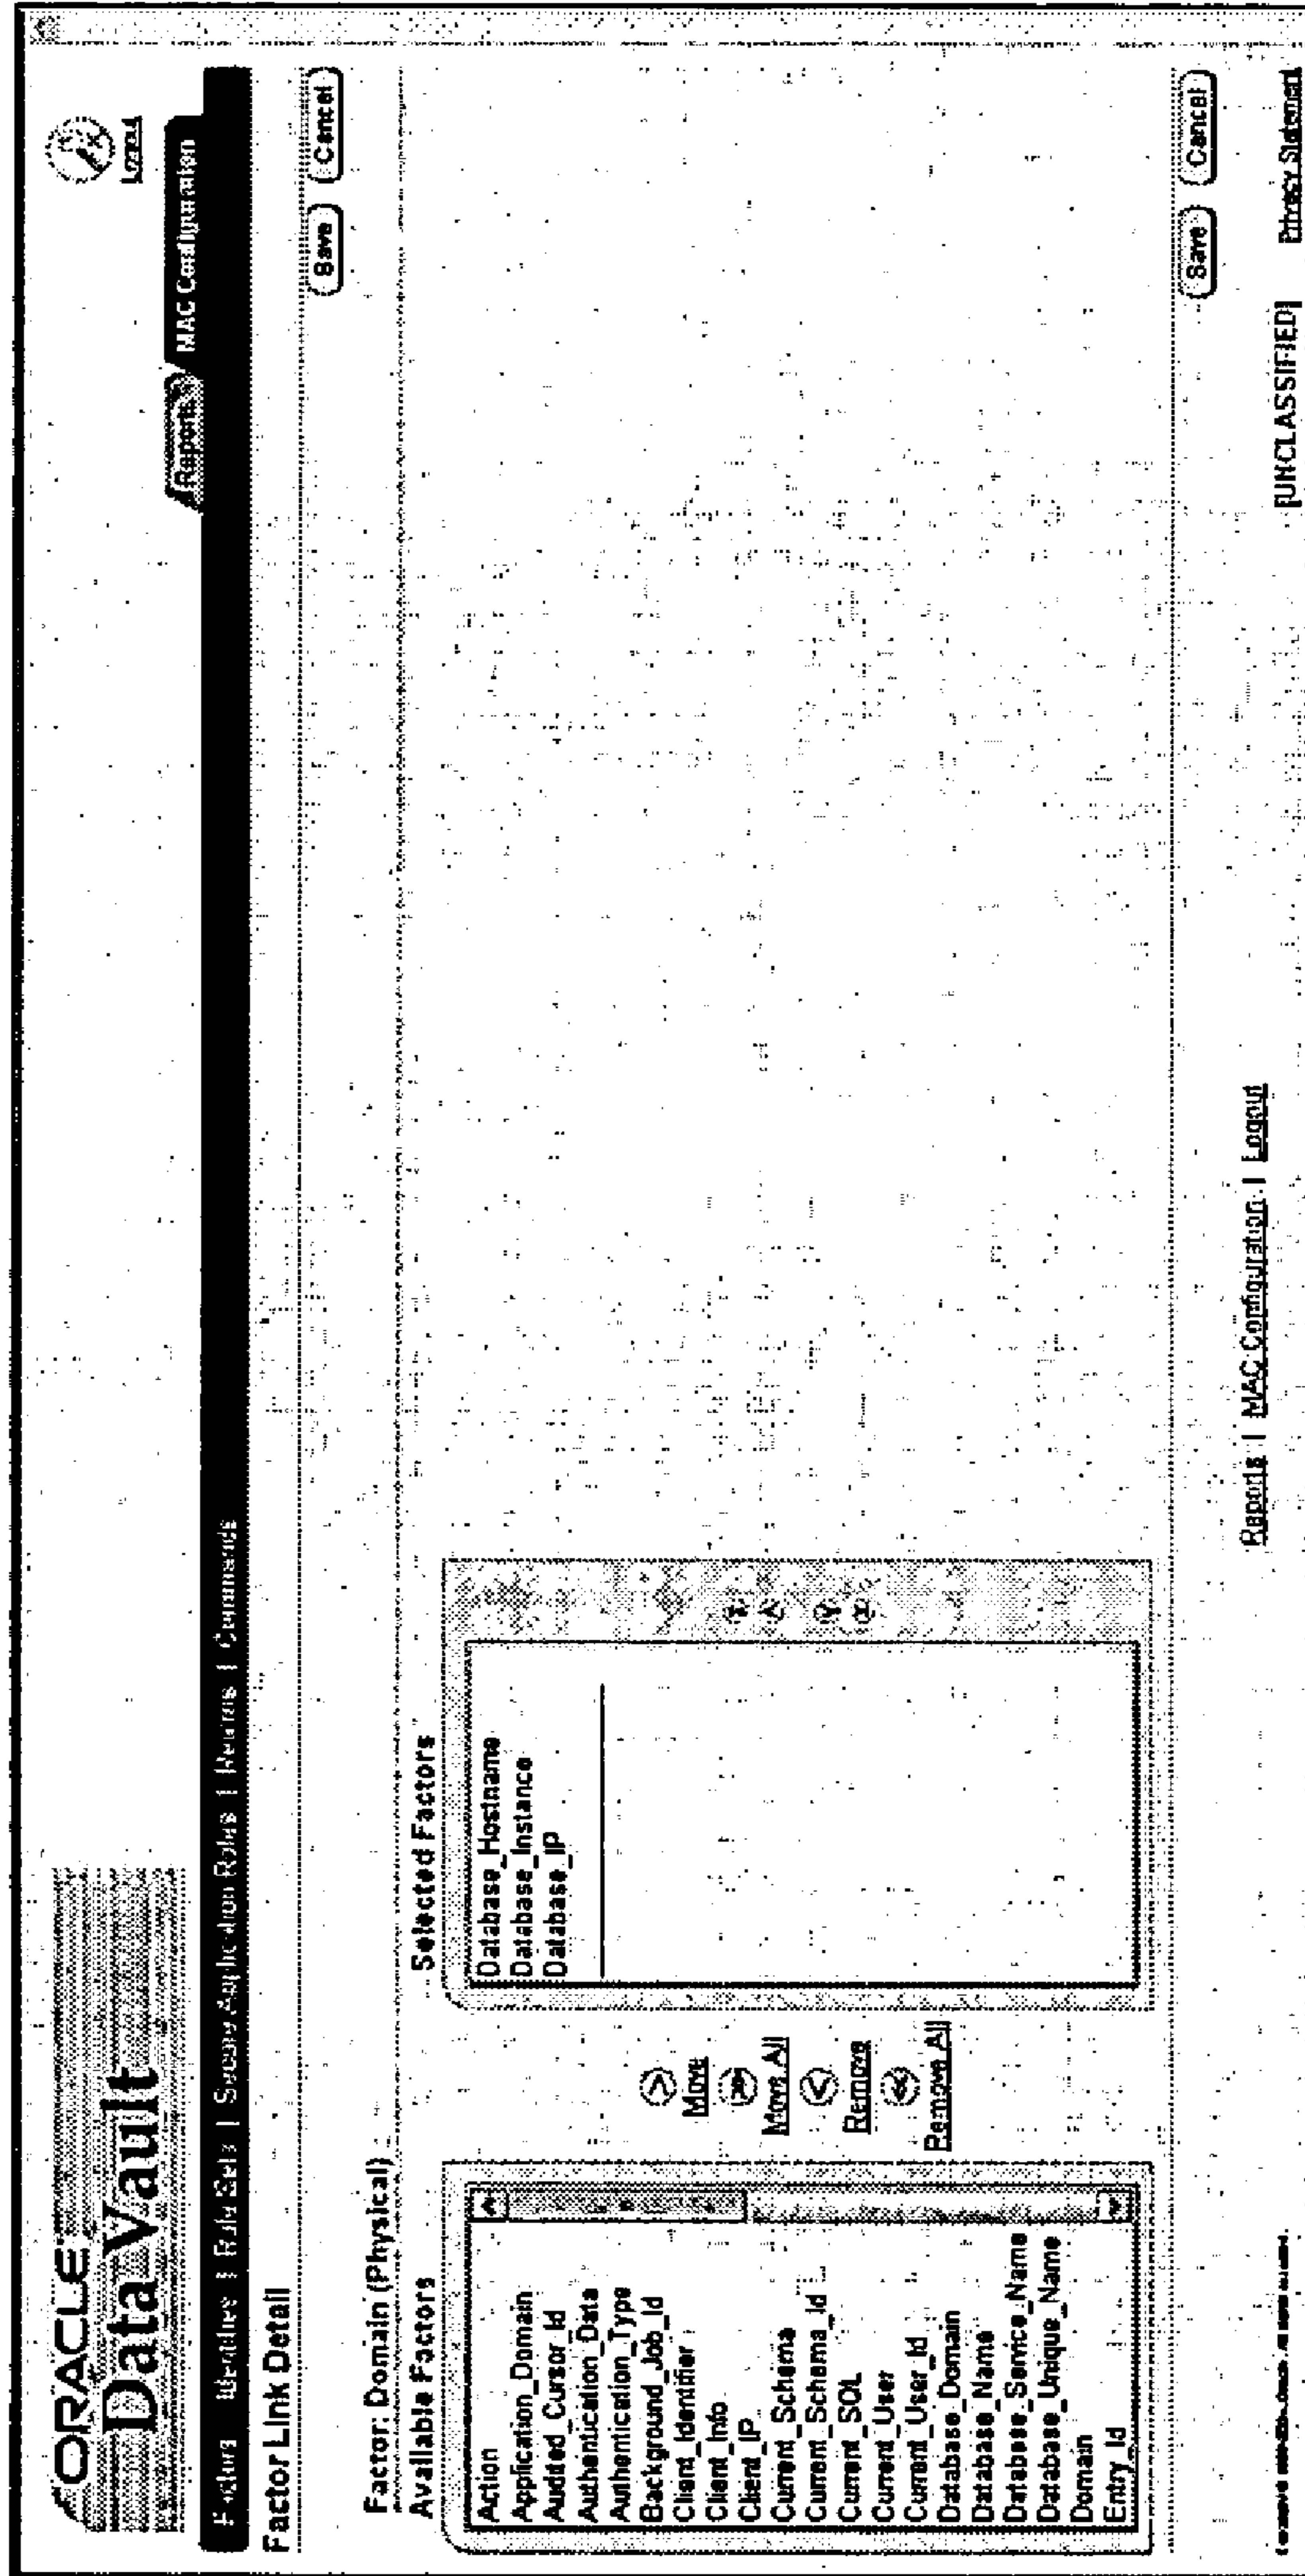 ORACLE
Data Vault
Logout
Reports
MAC Configuration
Factors | Identities | Rule Sets | Secure Application Roles | Realms | Commands
Factor Link Detail
Save
Cancel
Factor: Domain (Physical)
Available Factors
Action
Application_Domain
Audited_Cursor_Id
Authentication_Data
Authentication_Type
Background_Job_Id
Client_Identifier
Client_Info
Client_IP
Current_Schema
Current_Schema_Id
Current_SQL
Current_User
Current_User_Id
Database_Domain
Database_Name
Database_Service_Name
Database_Unique_Name
Domain
Entry_Id
Move
Move All
Remove
Remove All
Selected Factors
Database_Hostname
Database_Instance
Database_IP
Save
Cancel
Reports | MAC Configuration | Logout
[UNCLASSIFIED]
Privacy Statement